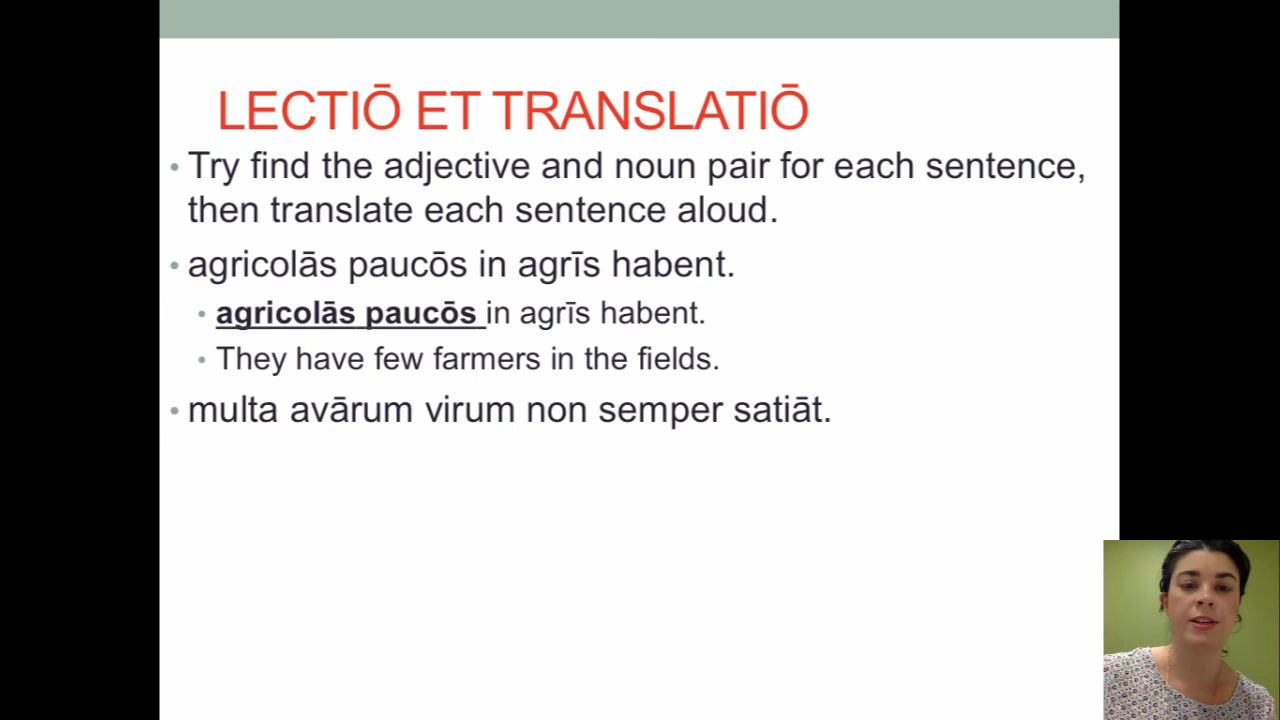 LECTIŌ ET TRANSLATIŌ
• Try find the adjective and noun pair for each sentence,
then translate each sentence aloud.
• agricolās paucōs in agrīs habent.
• agricolās paucōs in agrīs habent.
• They have few farmers in the fields.
• multa avārum virum non semper satiāt.